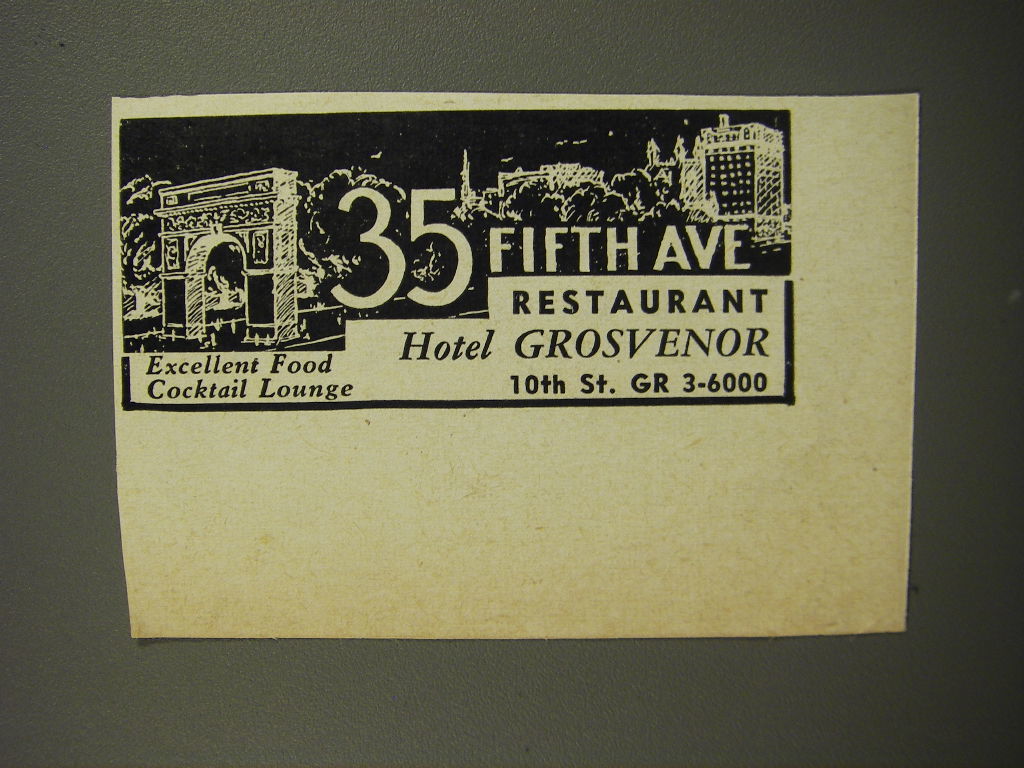 35 FIFTH AVE
RESTAURANT
Hotel GROSVENOR
Excellent Food
Cocktail Lounge
10th St. GR 3-6000